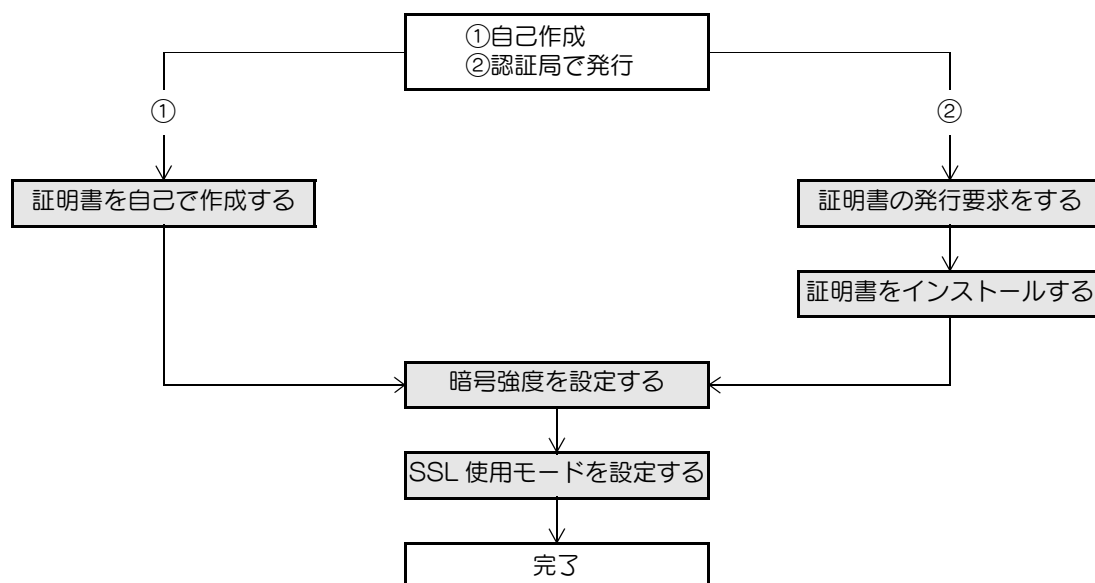 ①自己作成
②認証局で発行
①
②
証明書を自己で作成する
証明書の発行要求をする
証明書をインストールする
暗号強度を設定する
SSL 使用モードを設定する
完了